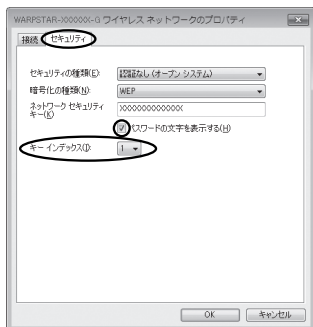 WARPSTAR-XXXXXX-G ワイヤレス ネットワークのプロパティ
接続 セキュリティ
セキュリティの種類(E): 認証なし (オープン システム)
暗号化の種類(N): WEP
ネットワーク セキュリティ キー(K) XXXXXXXXXXXXX
パスワードの文字を表示する(H)
キー インデックス(I): 1
OK キャンセル